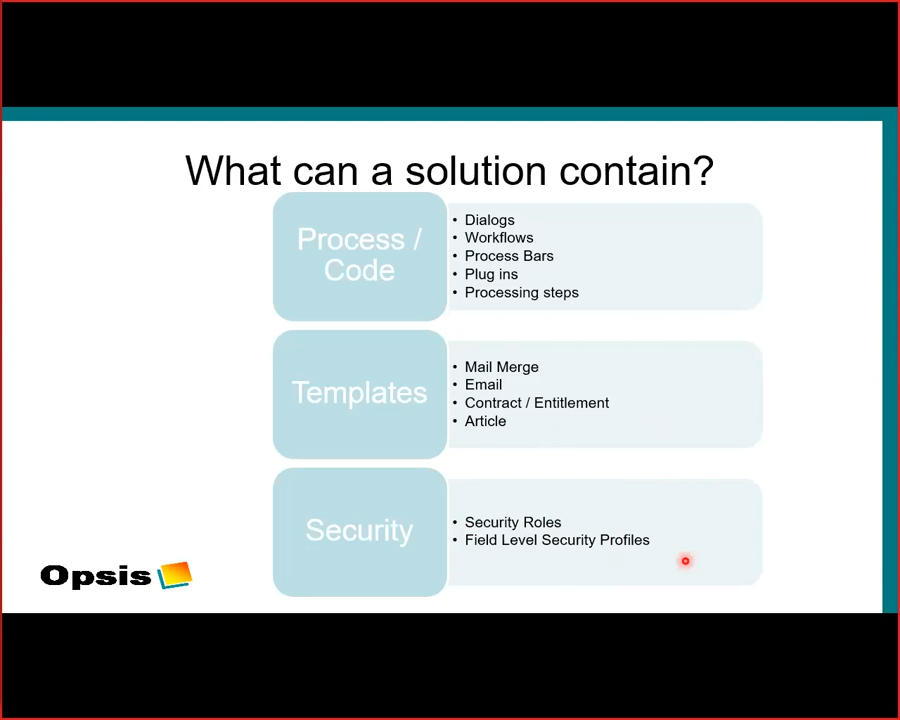 What can a solution contain?
Process /
Code
• Dialogs
• Workflows
• Process Bars
• Plug ins
• Processing steps
Templates
• Mail Merge
• Email
• Contract / Entitlement
• Article
Security
• Security Roles
• Field Level Security Profiles
Opsis